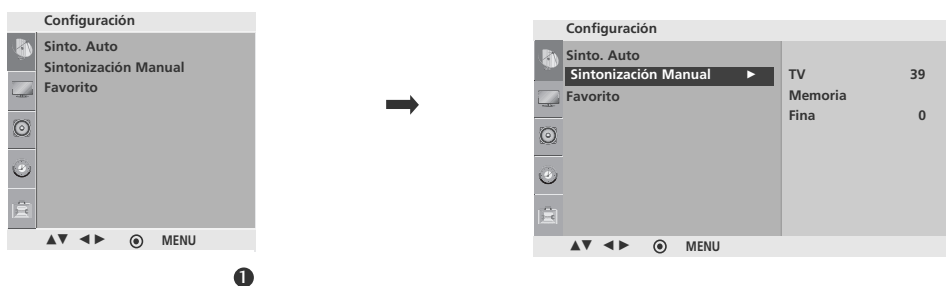 Configuración
Sinto. Auto
Sintonización Manual
Favorito
▲▼ ◄► MENU
1
Configuración
Sinto. Auto
Sintonización Manual ►
Favorito
TV 39
Memoria
Fina 0
▲▼ ◄► MENU